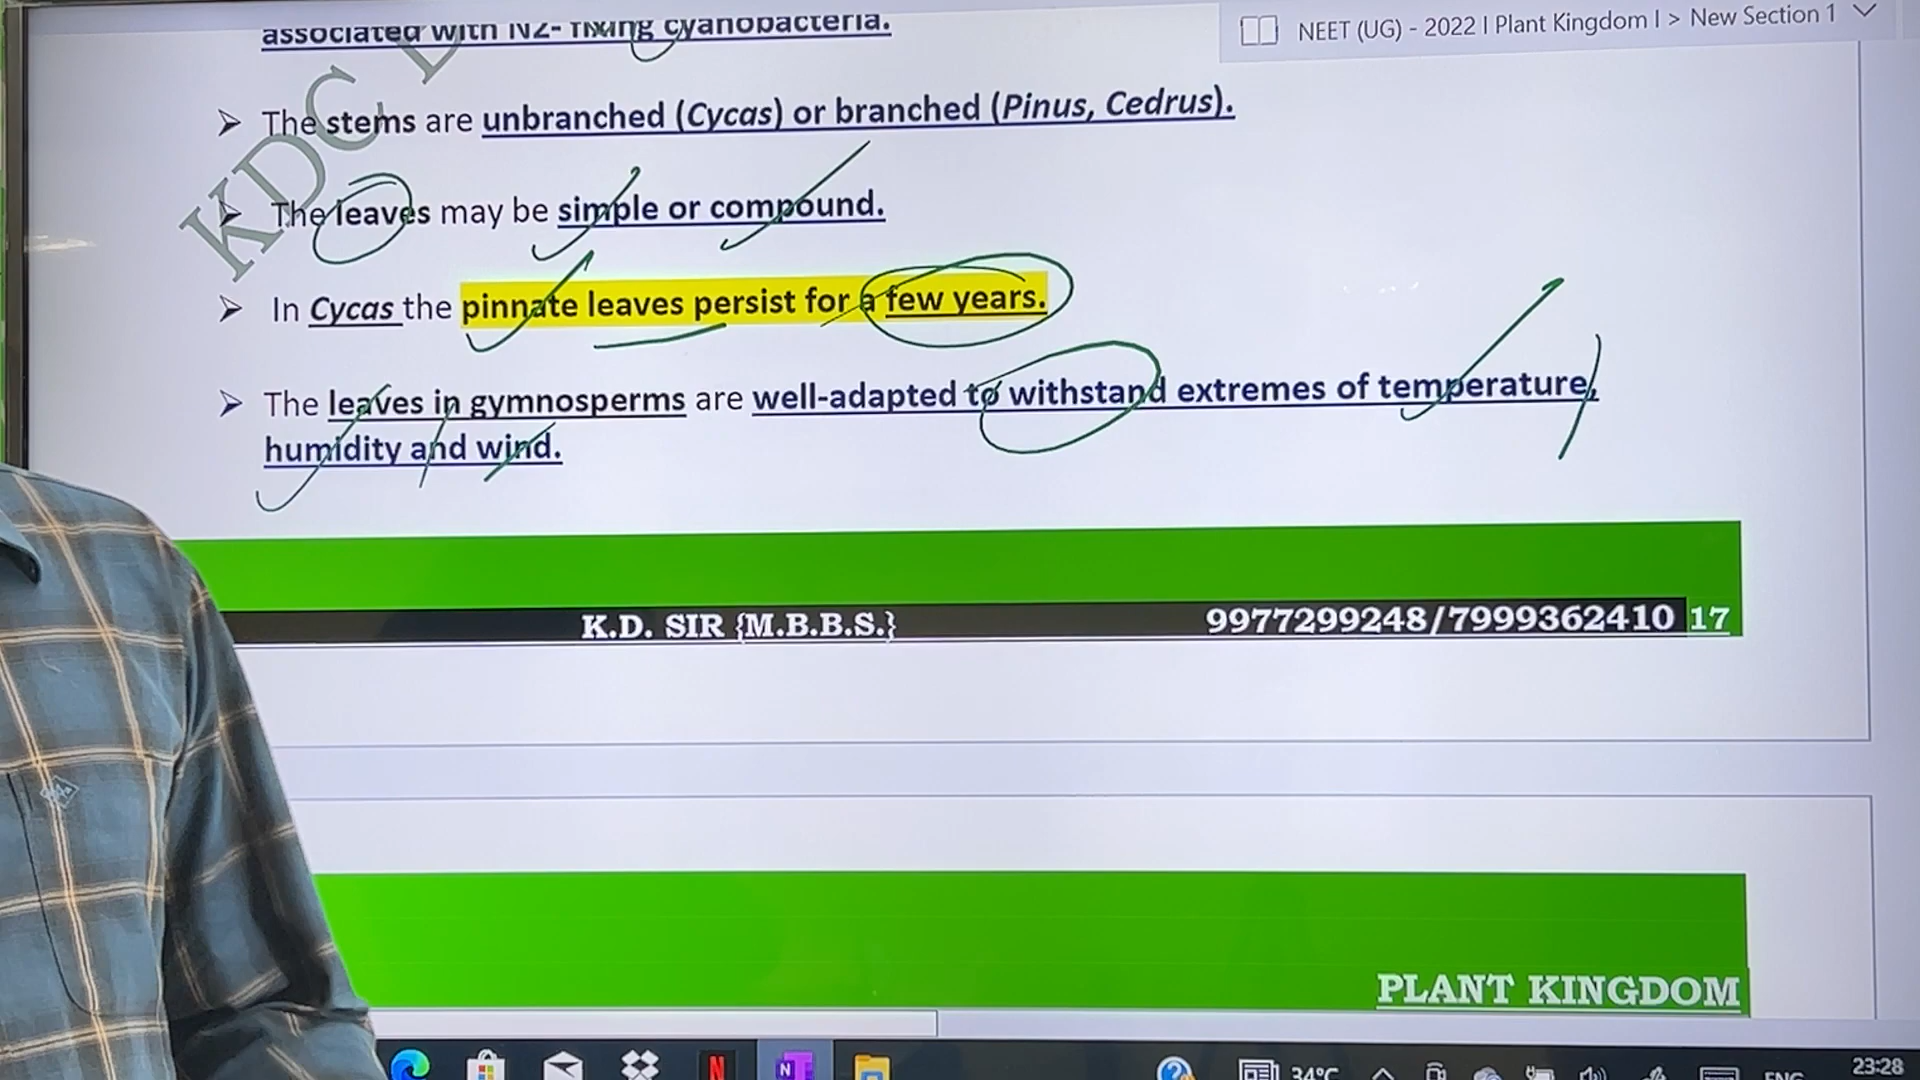 NEET (UG) - 2022 | Plant Kingdom I > New Section 1
associated with N2- fixing cyanobacteria.
➢ The stems are unbranched (Cycas) or branched (Pinus, Cedrus).
➢ The leaves may be simple or compound.
➢ In Cycas the pinnate leaves persist for a few years.
➢ The leaves in gymnosperms are well-adapted to withstand extremes of temperature,
humidity and wind.
KDC
K.D. SIR {M.B.B.S.} 9977299248/7999362410 17
PLANT KINGDOM
N N 34°C ENG 23:28